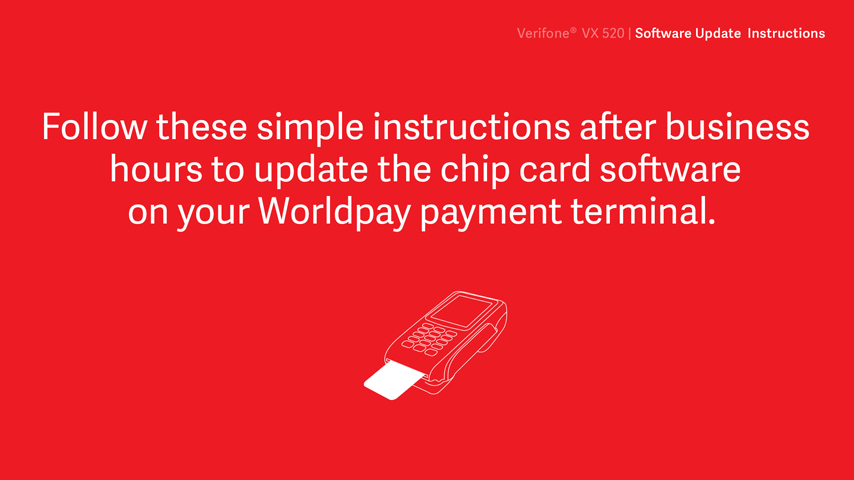 Verifone® VX 520 | Software Update Instructions
Follow these simple instructions after business
hours to update the chip card software
on your Worldpay payment terminal.